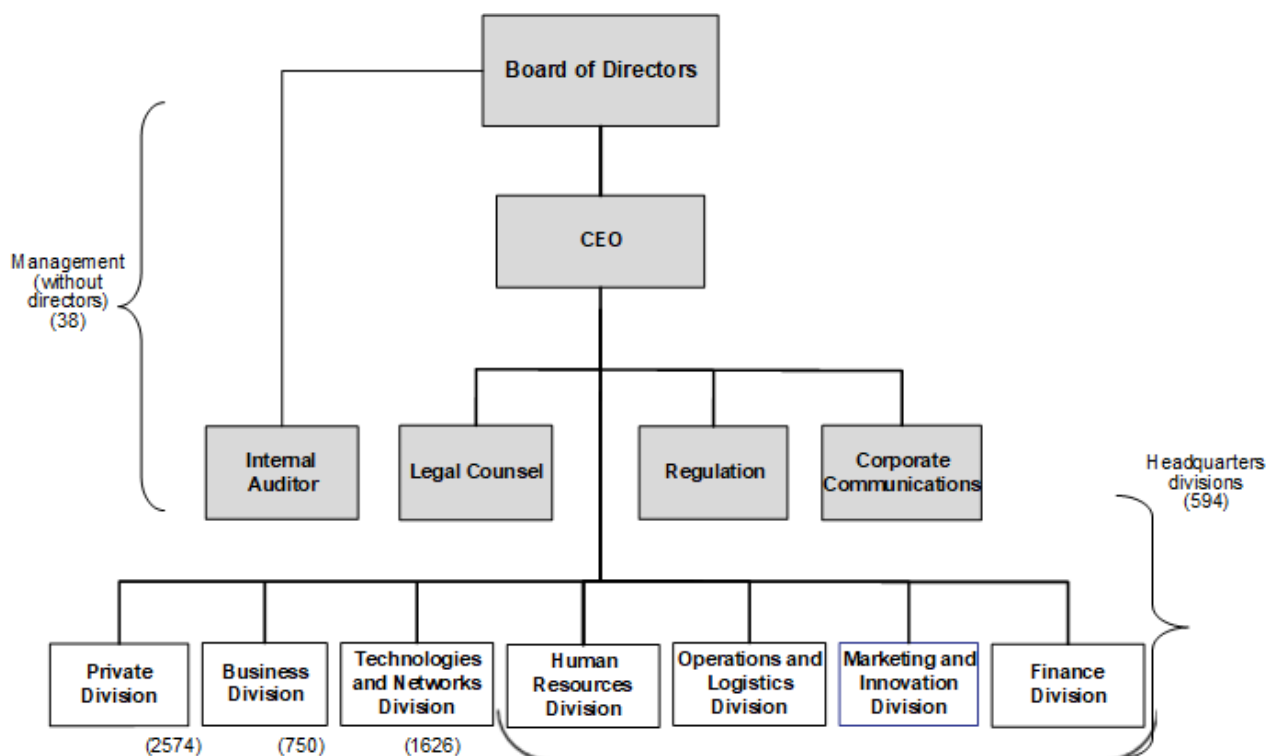 Board of Directors
CEO
Management
(without
directors)
(38)
Internal
Auditor
Legal Counsel
Regulation
Corporate
Communications
Headquarters
divisions
(594)
Private
Division
Business
Division
Technologies
and Networks
Division
Human
Resources
Division
Operations and
Logistics
Division
Marketing and
Innovation
Division
Finance
Division
(2574)
(750)
(1626)